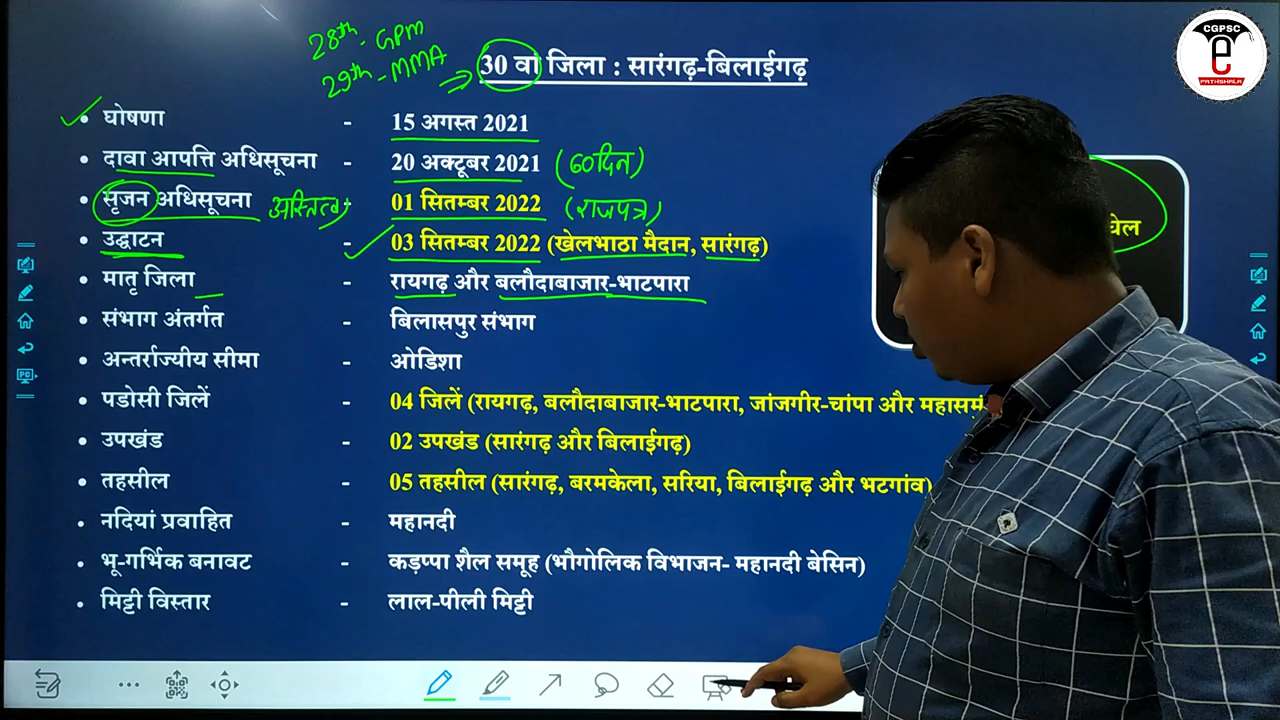 28th - GPM
29th - MMA ⇒ 30 वां जिला : सारंगढ़-बिलाईगढ़
CGPSC
e
PATHSHALA
• घोषणा - 15 अगस्त 2021
• दावा आपत्ति अधिसूचना - 20 अक्टूबर 2021 (60दिन)
• सृजन अधिसूचना अस्तित्व - 01 सितम्बर 2022 (राजपत्र)
• उद्घाटन - 03 सितम्बर 2022 (खेलभाठा मैदान, सारंगढ़)
• मातृ जिला - रायगढ़ और बलौदाबाजार-भाटपारा
• संभाग अंतर्गत - बिलासपुर संभाग
• अन्तर्राज्यीय सीमा - ओडिशा
• पडोसी जिलें - 04 जिलें (रायगढ़, बलौदाबाजार-भाटपारा, जांजगीर-चांपा और
• उपखंड - 02 उपखंड (सारंगढ़ और बिलाईगढ़)
• तहसील - 05 तहसील (सारंगढ़, बरमकेला, सरिया, बिलाईगढ़ और भटगांव)
• नदियां प्रवाहित - महानदी
• भू-गर्भिक बनावट - कड़प्पा शैल समूह (भौगोलिक विभाजन- महानदी बेसिन)
• मिट्टी विस्तार - लाल-पीली मिट्टी